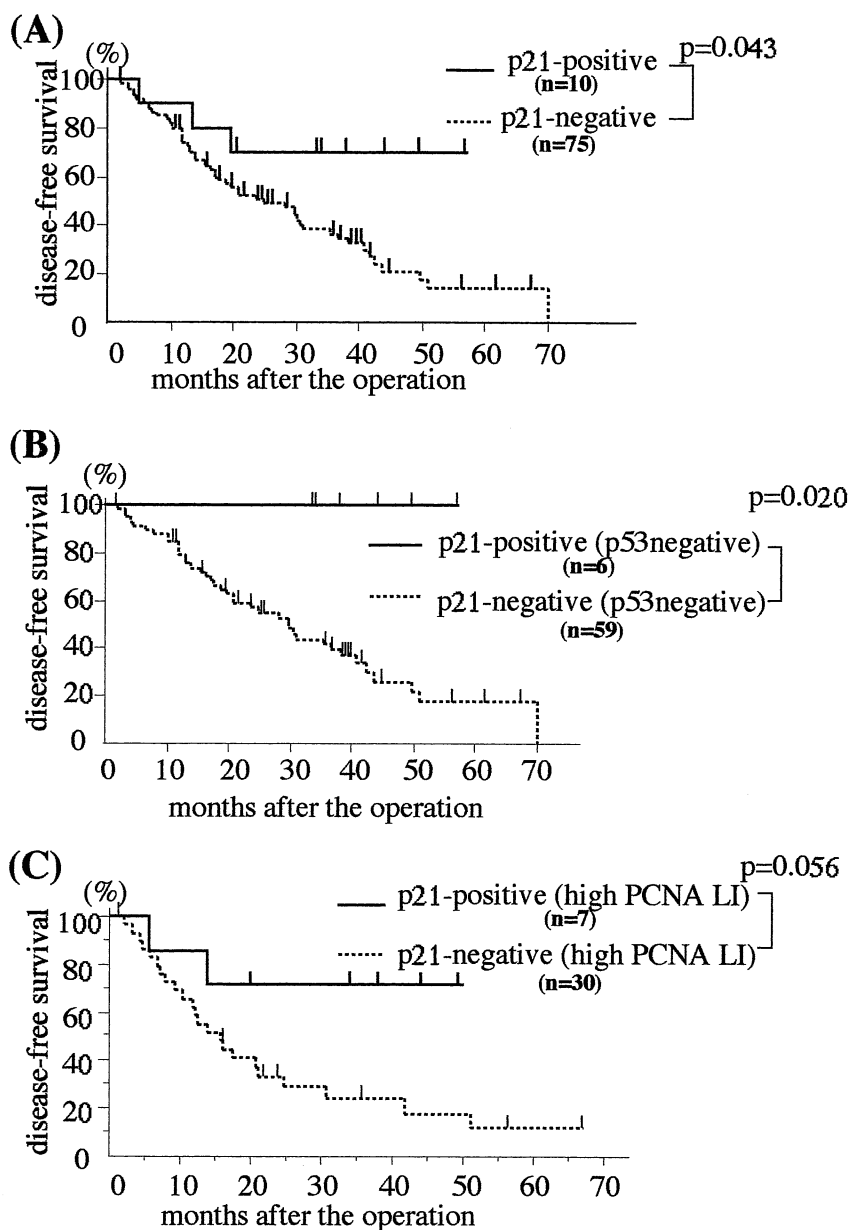 (A)
(%)
p=0.043
p21-positive
(n=10)
p21-negative
(n=75)
disease-free survival
100
80
60
40
20
0
0 10 20 30 40 50 60 70
months after the operation
(B)
(%)
p=0.020
p21-positive (p53negative)
(n=6)
p21-negative (p53negative)
(n=59)
disease-free survival
100
80
60
40
20
0
0 10 20 30 40 50 60 70
months after the operation
(C)
(%)
p=0.056
p21-positive (high PCNA LI)
(n=7)
p21-negative (high PCNA LI)
(n=30)
disease-free survival
100
80
60
40
20
0 10 20 30 40 50 60 70
months after the operation